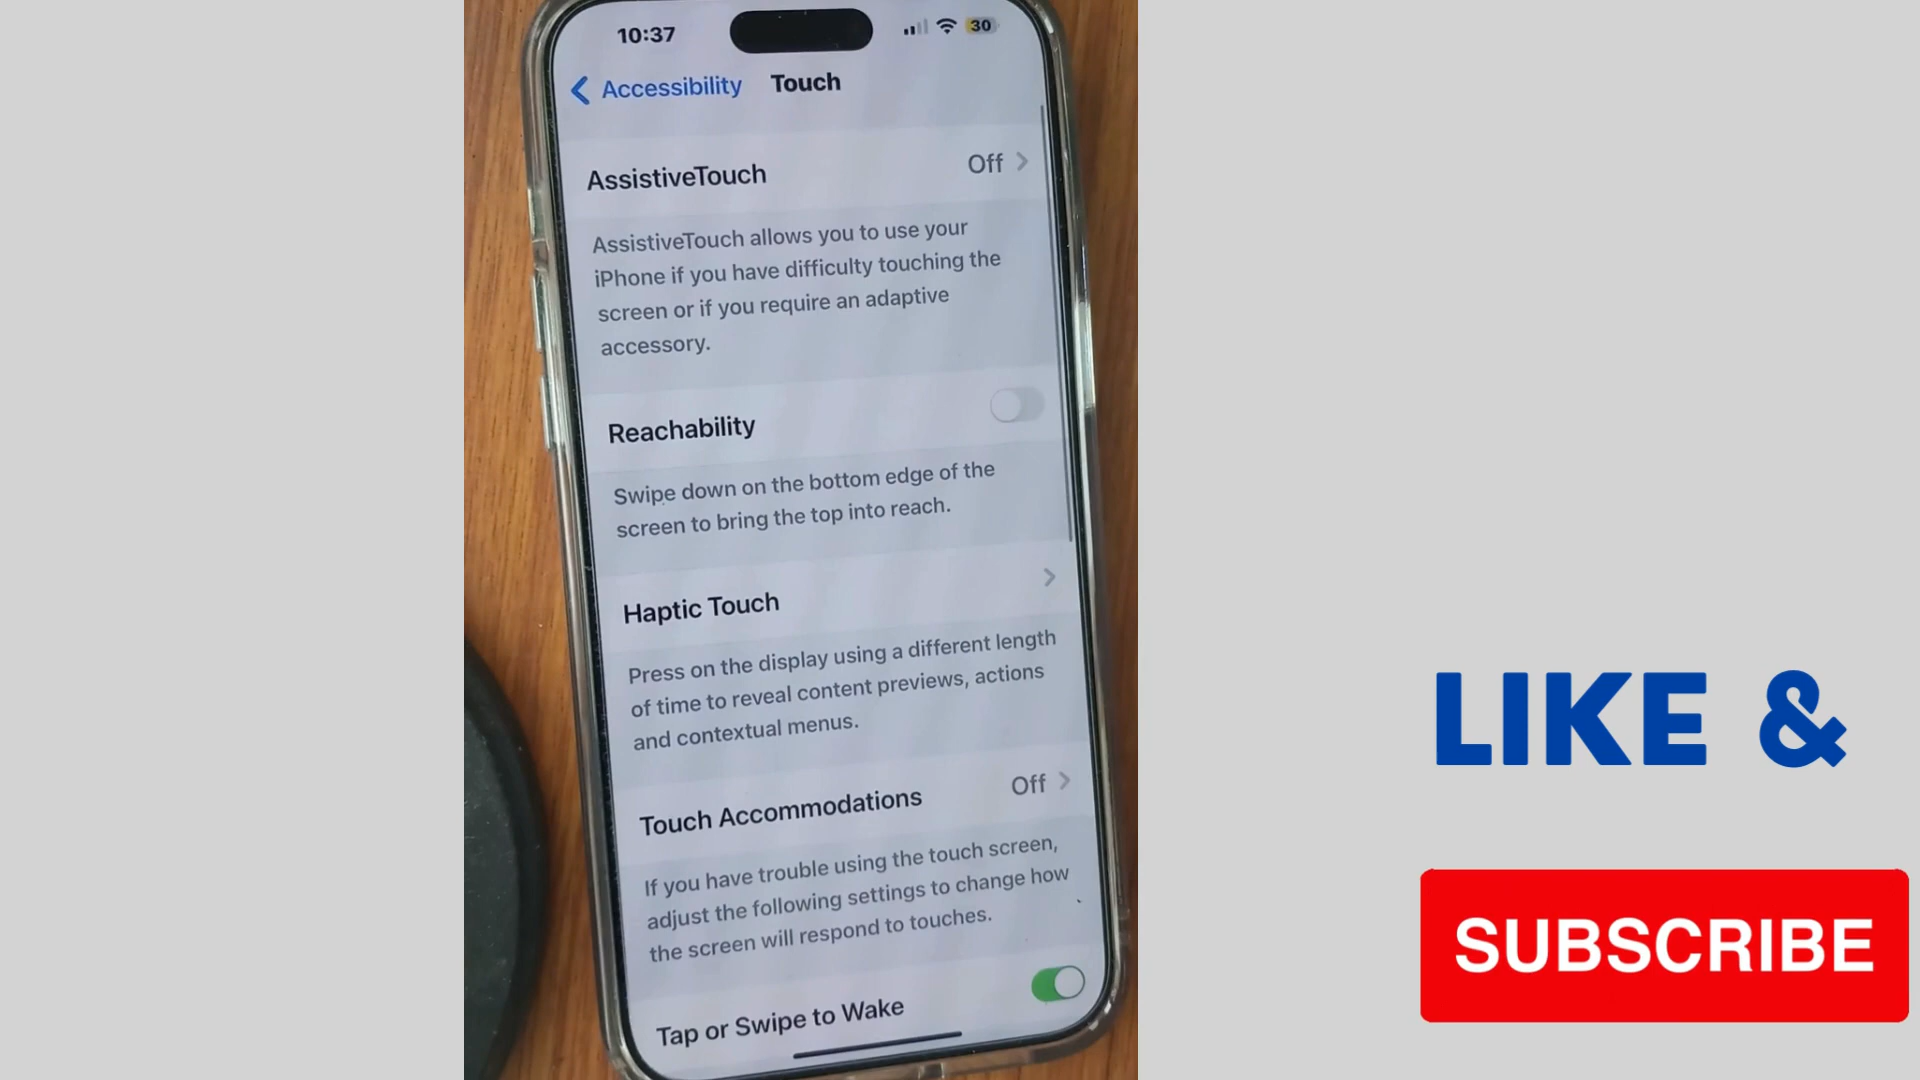 10:37
30
Accessibility
Touch
AssistiveTouch
Off
AssistiveTouch allows you to use your
iPhone if you have difficulty touching the
screen or if you require an adaptive
accessory.
Reachability
Swipe down on the bottom edge of the
screen to bring the top into reach.
Haptic Touch
Press on the display using a different length
of time to reveal content previews, actions
and contextual menus.
Touch Accommodations
Off
If you have trouble using the touch screen,
adjust the following settings to change how
the screen will respond to touches.
Tap or Swipe to Wake
LIKE &
SUBSCRIBE